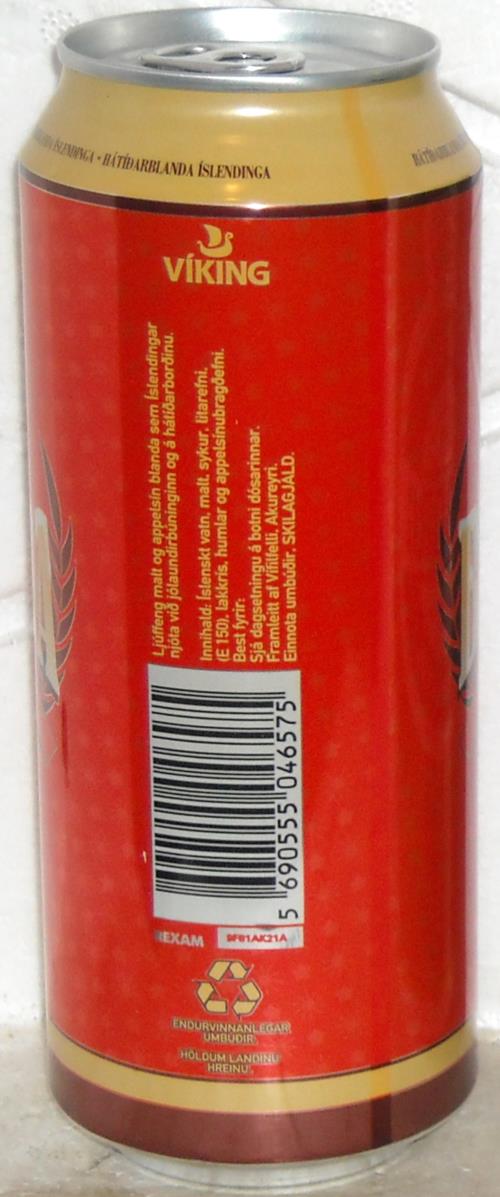 ÍSLENDINGA • HÁTÍÐARBLANDA ÍSLENDINGA
VÍKING
Ljúffeng malt og appelsín blanda sem Íslendingar
njóta við jólaundirbúninginn og á hátíðarborðinu.
Innihald: Íslenskt vatn, malt, sykur, litarefni,
(E 150), lakkrís, humlar og appelsínubragðefni.
Best fyrir:
Sjá dagsetningu á botni dósarinnar.
Framleitt af Vífilfelli, Akureyri.
Einnota umbúðir. SKILAGJALD.
5 690555 046575
REXAM
9F81AK21A
ENDURVINNANLEGAR
UMBÚÐIR.
HÖLDUM LANDINU
HREINU.